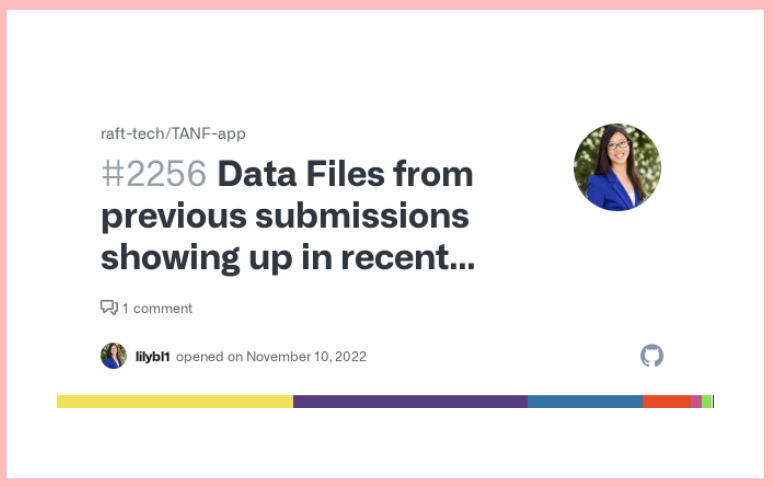 raft-tech/TANF-app
#2256 Data Files from
previous submissions
showing up in recent...
1 comment
lilybl1 opened on November 10, 2022